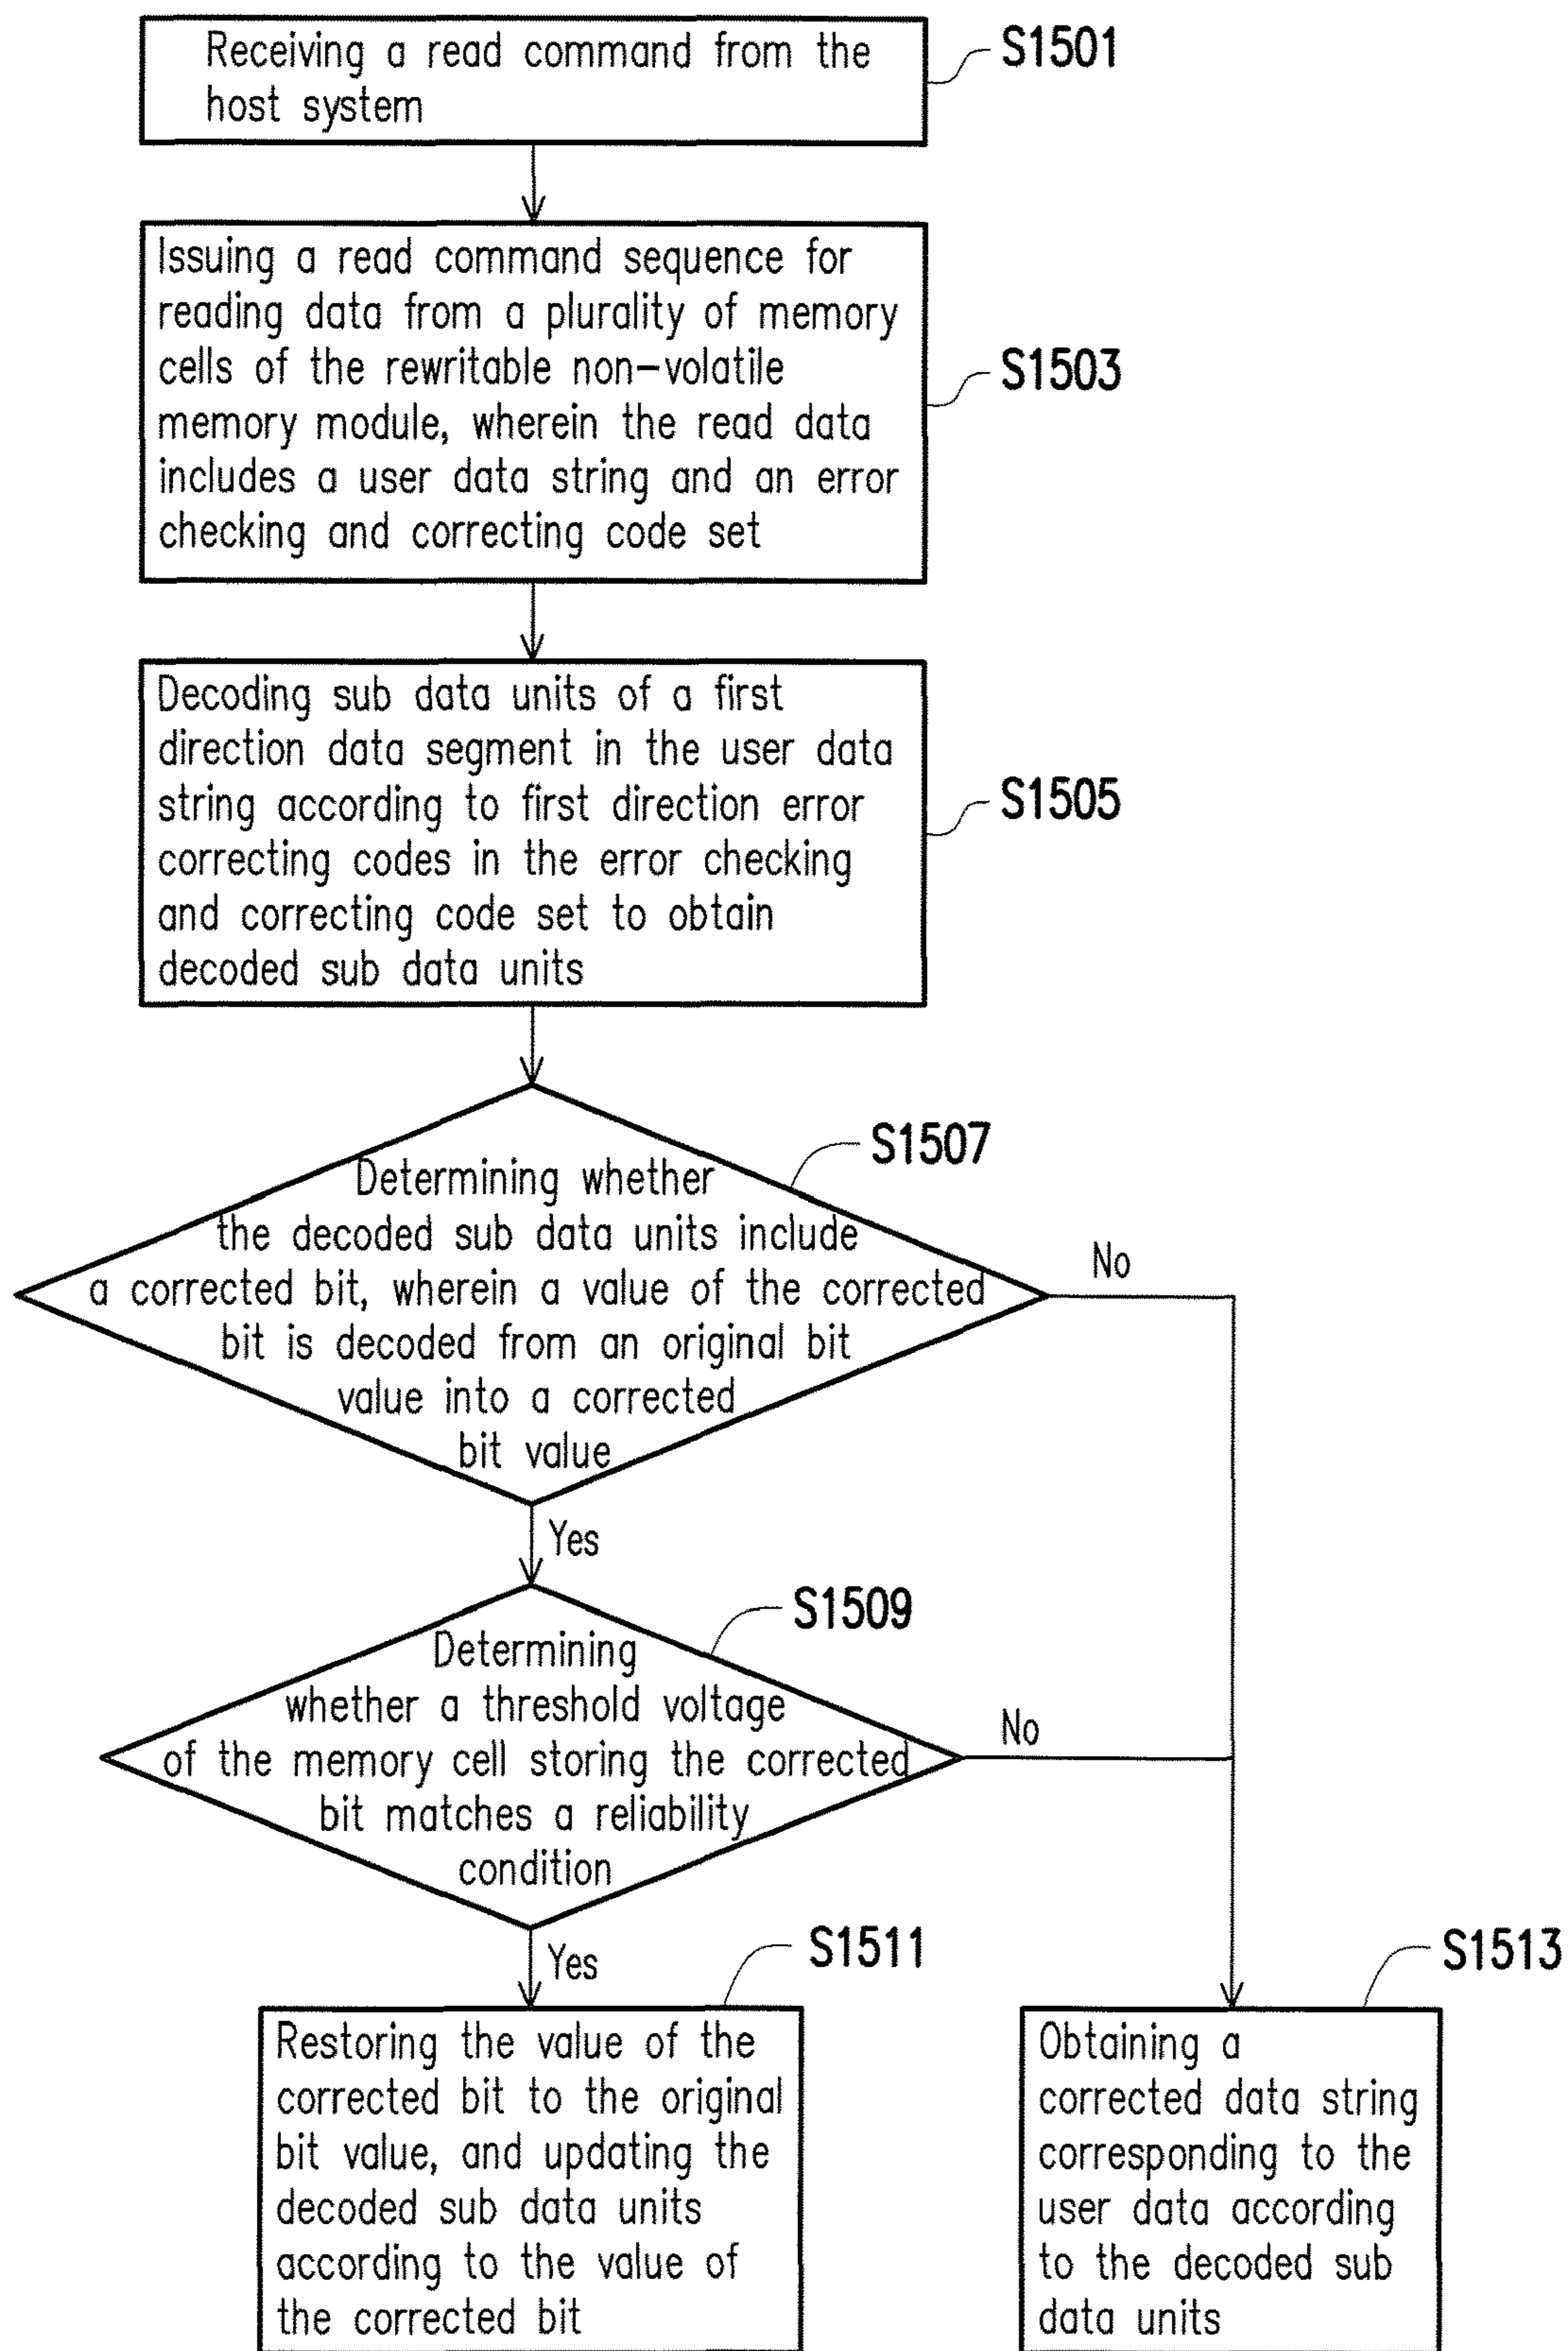 Receiving a read command from the
host system
S1501
Issuing a read command sequence for
reading data from a plurality of memory
cells of the rewritable non-volatile
memory module, wherein the read data
includes a user data string and an error
checking and correcting code set
S1503
Decoding sub data units of a first
direction data segment in the user data
string according to first direction error
correcting codes in the error checking
and correcting code set to obtain
decoded sub data units
S1505
S1507
Determining whether
the decoded sub data units include
a corrected bit, wherein a value of the corrected
bit is decoded from an original bit
value into a corrected
bit value
No
Yes
S1509
Determining
whether a threshold voltage
of the memory cell storing the corrected
bit matches a reliability
condition
No
Yes
S1511
Restoring the value of the
corrected bit to the original
bit value, and updating the
decoded sub data units
according to the value of
the corrected bit
S1513
Obtaining a
corrected data string
corresponding to the
user data according
to the decoded sub
data units